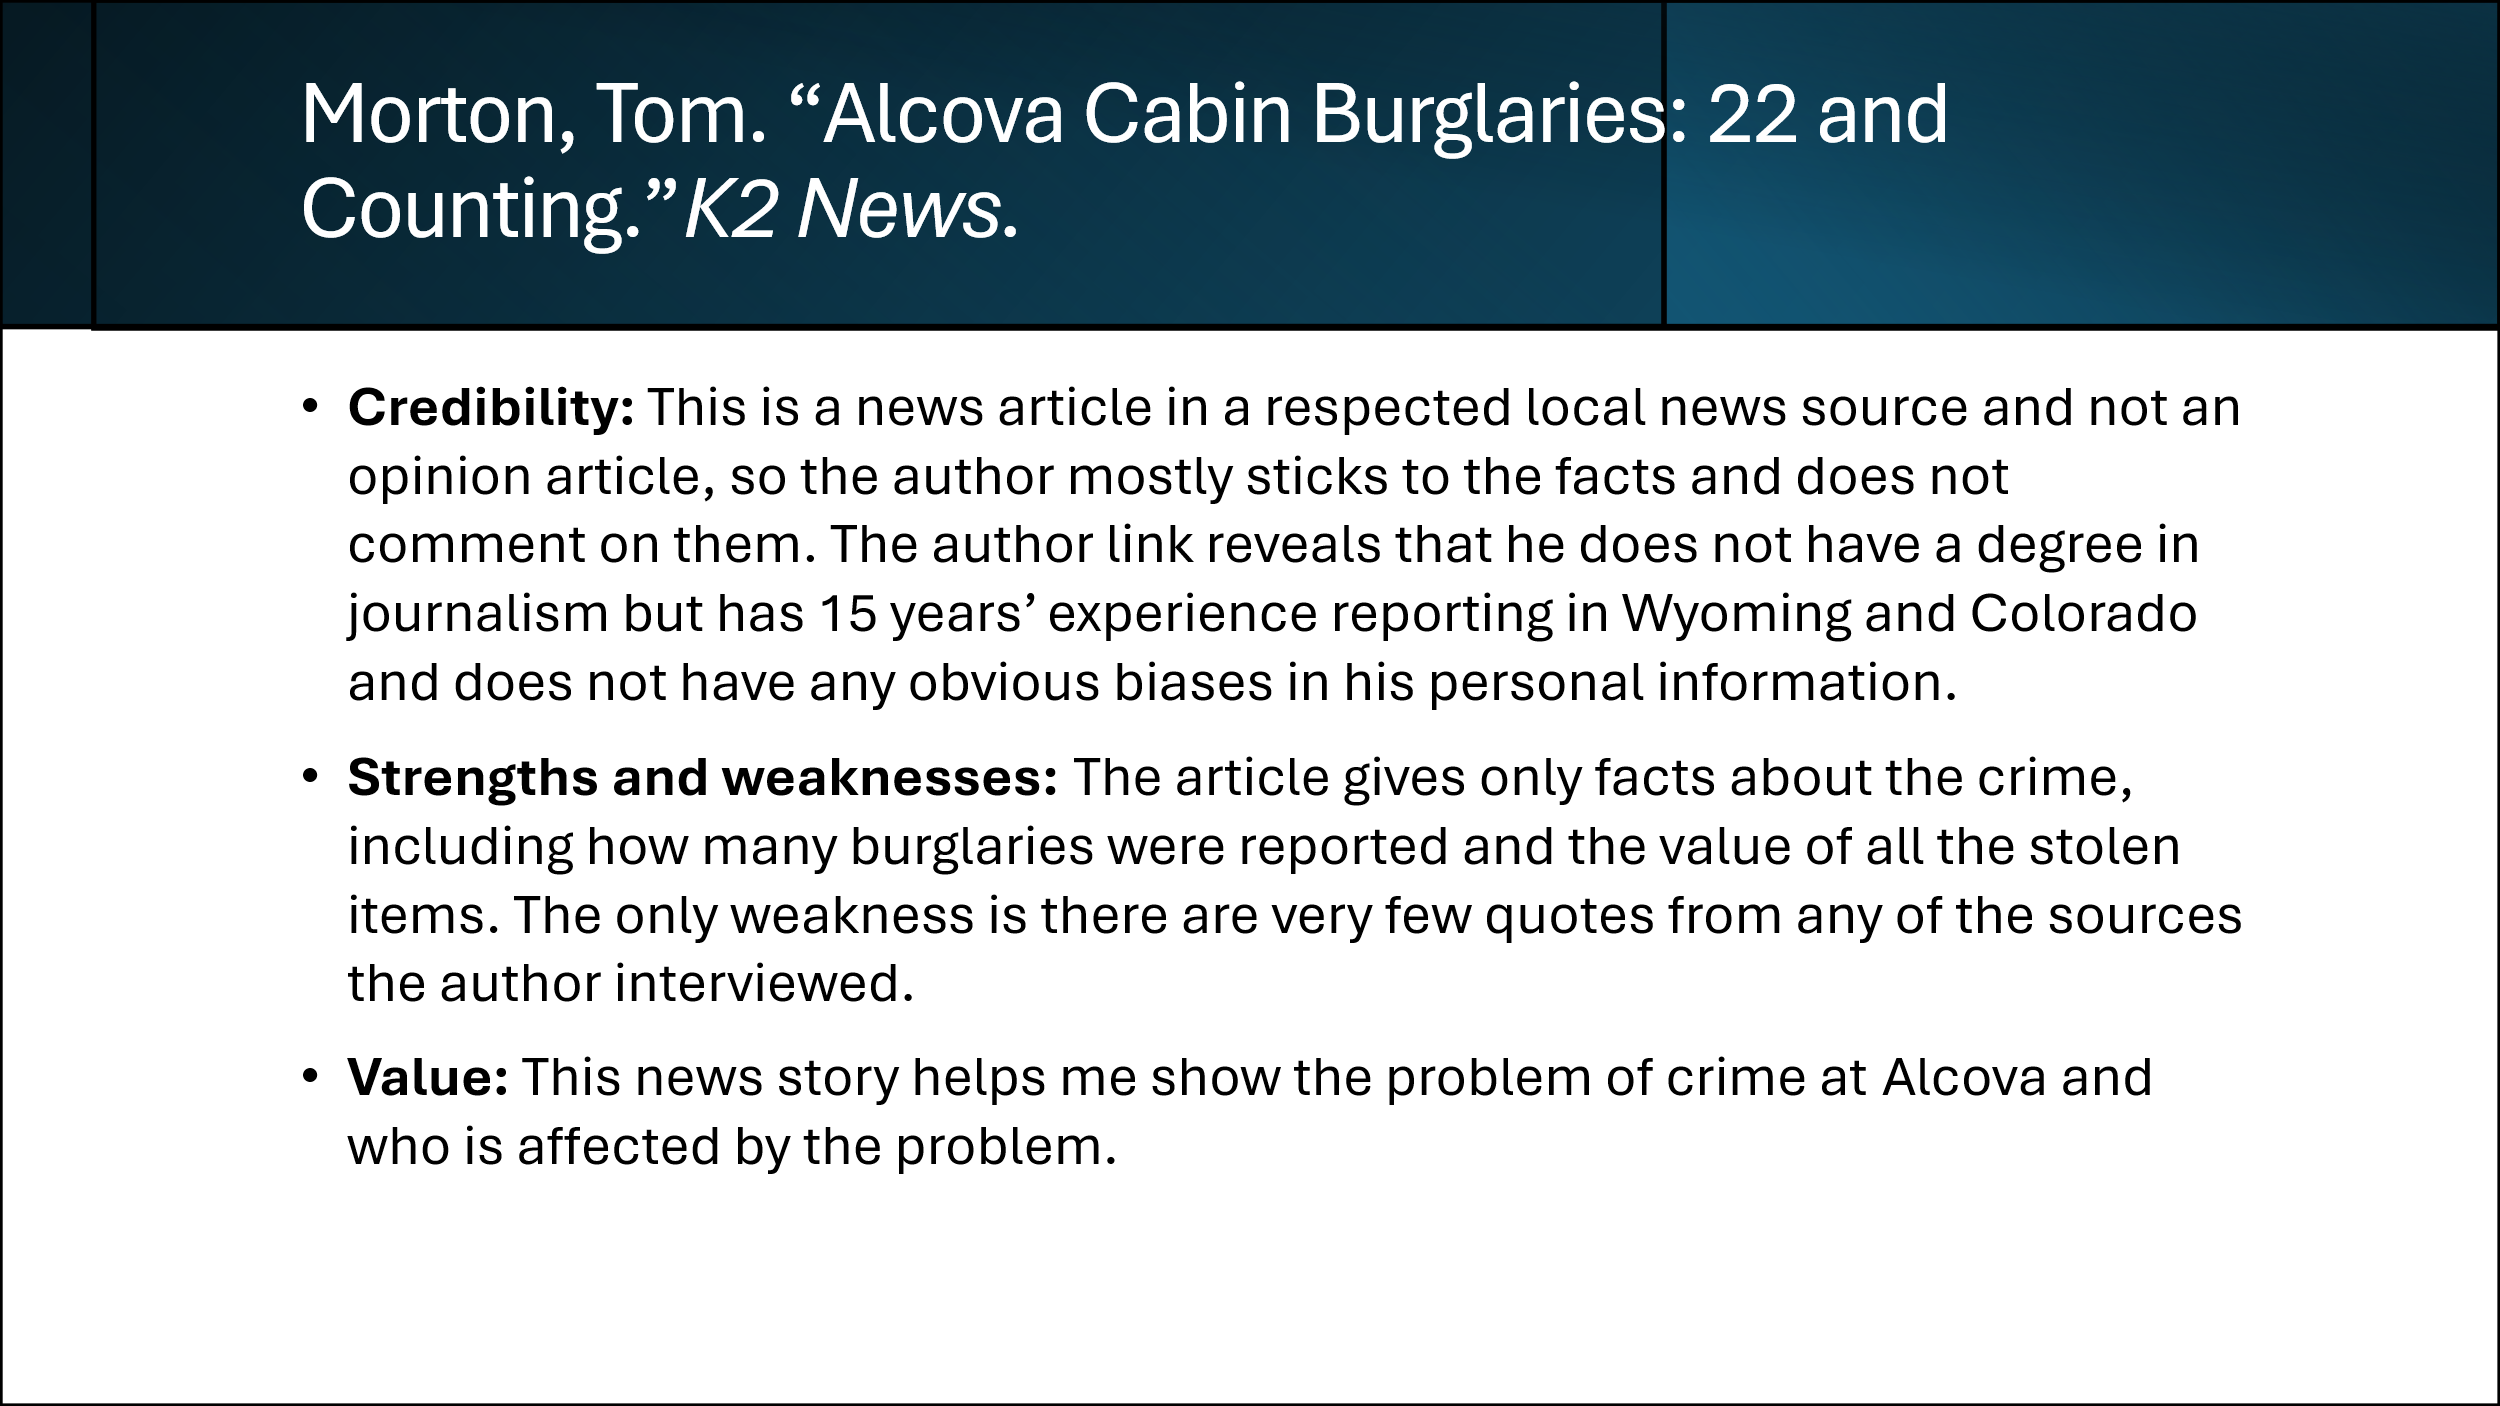 Morton, Tom. “Alcova Cabin Burglaries: 22 and
Counting.”K2 News.
• Credibility: This is a news article in a respected local news source and not an
opinion article, so the author mostly sticks to the facts and does not
comment on them. The author link reveals that he does not have a degree in
journalism but has 15 years’ experience reporting in Wyoming and Colorado
and does not have any obvious biases in his personal information.
• Strengths and weaknesses: The article gives only facts about the crime,
including how many burglaries were reported and the value of all the stolen
items. The only weakness is there are very few quotes from any of the sources
the author interviewed.
• Value: This news story helps me show the problem of crime at Alcova and
who is affected by the problem.